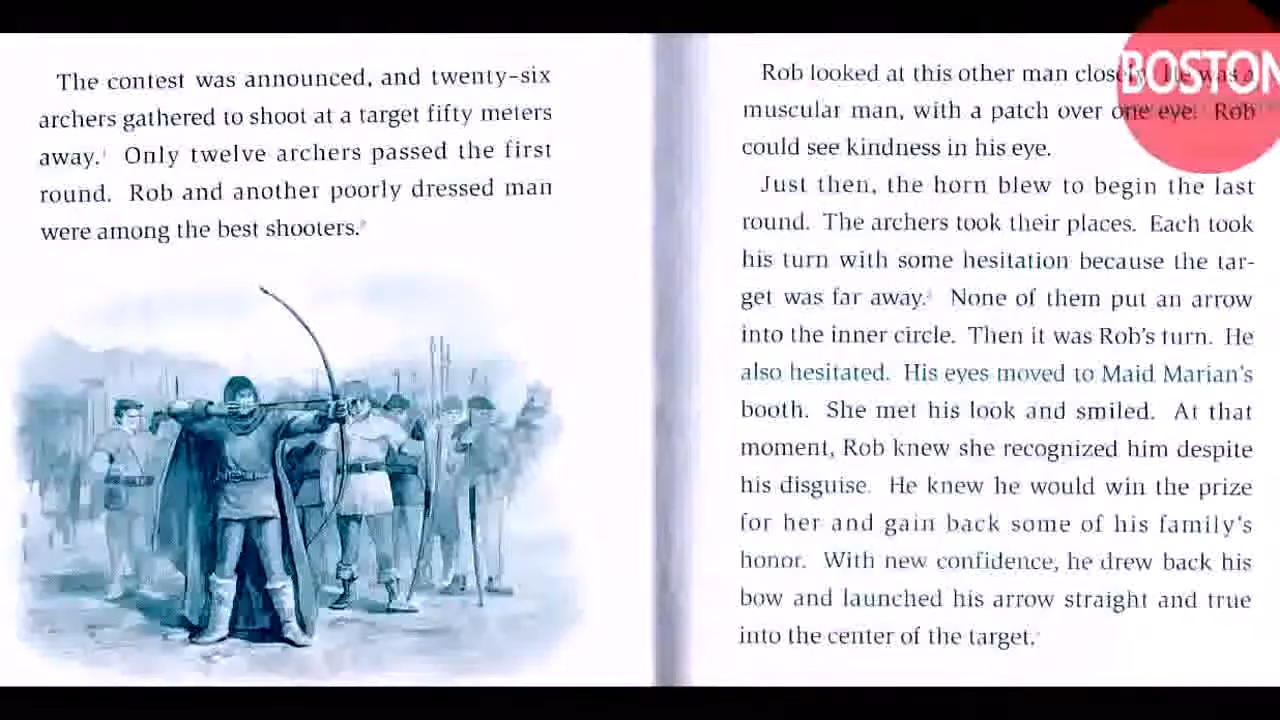 The contest was announced, and twenty-six
archers gathered to shoot at a target fifty meters
away. Only twelve archers passed the first
round. Rob and another poorly dressed man
were among the best shooters.
Rob looked at this other man closely. He was a
muscular man, with a patch over one eye. Rob
could see kindness in his eye.
Just then, the horn blew to begin the last
round. The archers took their places. Each took
his turn with some hesitation because the tar-
get was far away. None of them put an arrow
into the inner circle. Then it was Rob's turn. He
also hesitated. His eyes moved to Maid Marian's
booth. She met his look and smiled. At that
moment, Rob knew she recognized him despite
his disguise. He knew he would win the prize
for her and gain back some of his family's
honor. With new confidence, he drew back his
bow and launched his arrow straight and true
into the center of the target.
BOSTON